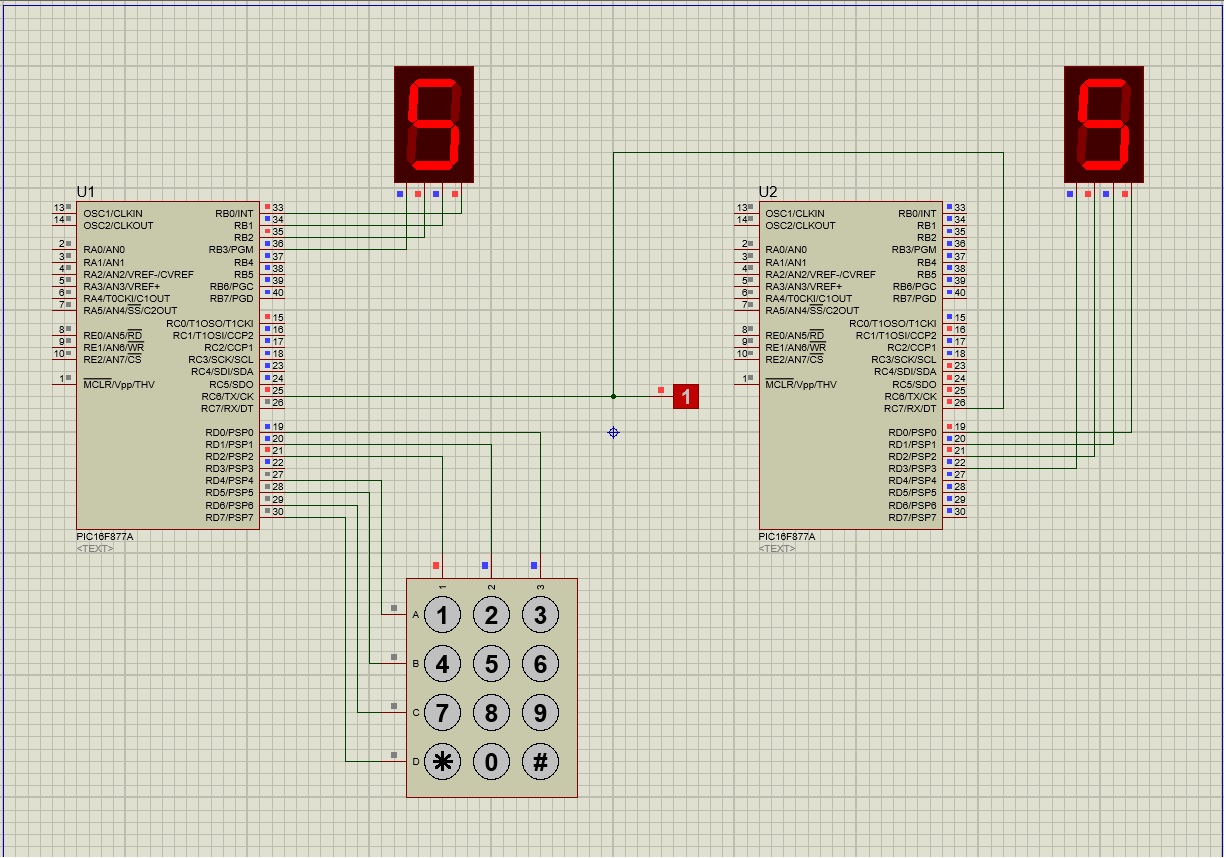 5
5
U1
13 OSC1/CLKIN RB0/INT 33
14 OSC2/CLKOUT RB1 34
RB2 35
2 RA0/AN0 RB3/PGM 36
3 RA1/AN1 RB4 37
4 RA2/AN2/VREF-/CVREF RB5 38
5 RA3/AN3/VREF+ RB6/PGC 39
6 RA4/T0CKI/C1OUT RB7/PGD 40
7 RA5/AN4/SS/C2OUT
RC0/T1OSO/T1CKI 15
8 RE0/AN5/RD RC1/T1OSI/CCP2 16
9 RE1/AN6/WR RC2/CCP1 17
10 RE2/AN7/CS RC3/SCK/SCL 18
RC4/SDI/SDA 23
1 MCLR/Vpp/THV RC5/SDO 24
RC6/TX/CK 25
RC7/RX/DT 26
RD0/PSP0 19
RD1/PSP1 20
RD2/PSP2 21
RD3/PSP3 22
RD4/PSP4 27
RD5/PSP5 28
RD6/PSP6 29
RD7/PSP7 30
PIC16F877A
<TEXT>
1
U2
13 OSC1/CLKIN RB0/INT 33
14 OSC2/CLKOUT RB1 34
RB2 35
2 RA0/AN0 RB3/PGM 36
3 RA1/AN1 RB4 37
4 RA2/AN2/VREF-/CVREF RB5 38
5 RA3/AN3/VREF+ RB6/PGC 39
6 RA4/T0CKI/C1OUT RB7/PGD 40
7 RA5/AN4/SS/C2OUT
RC0/T1OSO/T1CKI 15
8 RE0/AN5/RD RC1/T1OSI/CCP2 16
9 RE1/AN6/WR RC2/CCP1 17
10 RE2/AN7/CS RC3/SCK/SCL 18
RC4/SDI/SDA 23
1 MCLR/Vpp/THV RC5/SDO 24
RC6/TX/CK 25
RC7/RX/DT 26
RD0/PSP0 19
RD1/PSP1 20
RD2/PSP2 21
RD3/PSP3 22
RD4/PSP4 27
RD5/PSP5 28
RD6/PSP6 29
RD7/PSP7 30
PIC16F877A
<TEXT>
1 2 3
A 1 2 3
B 4 5 6
C 7 8 9
D * 0 #